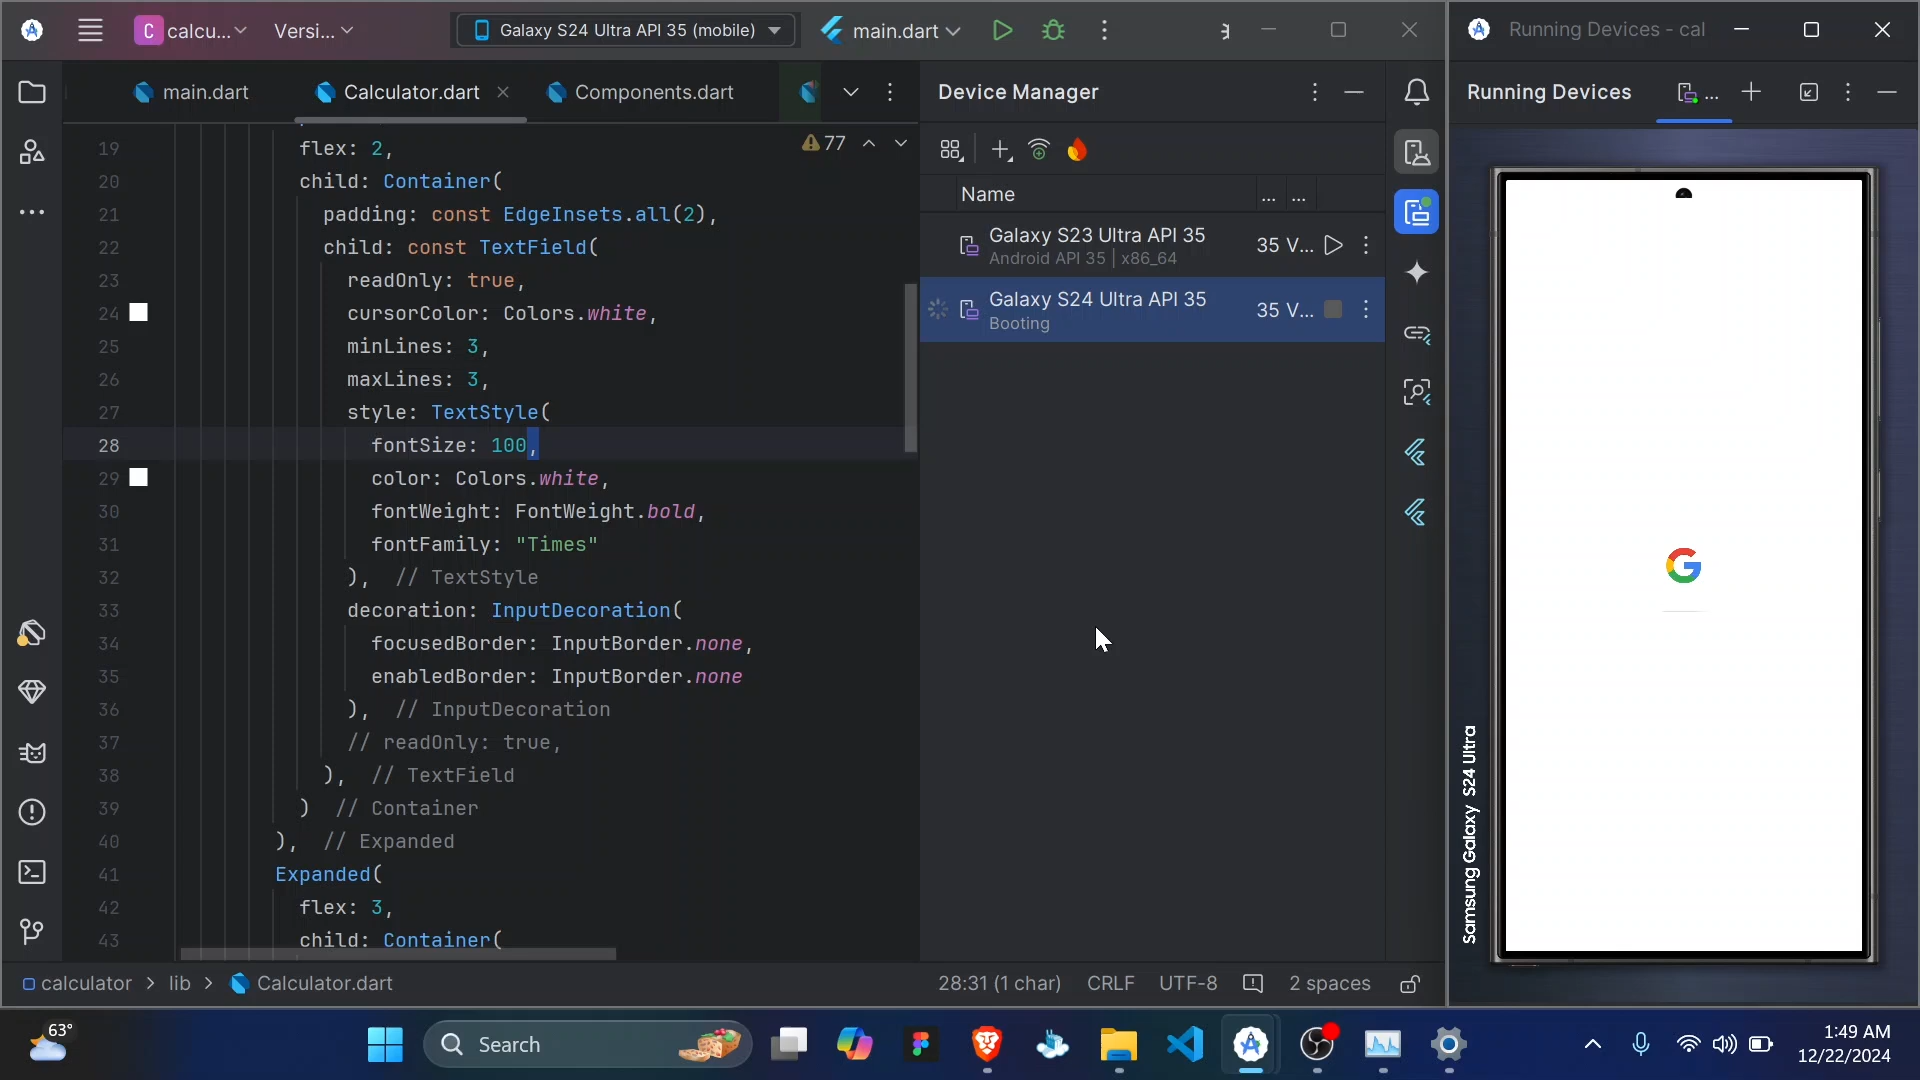 C calcu...
Versi...
Galaxy S24 Ultra API 35 (mobile)
main.dart
Running Devices - cal
main.dart
Calculator.dart
Components.dart
Device Manager
Running Devices
...
77
19 flex: 2,
20 child: Container(
21 padding: const EdgeInsets.all(2),
22 child: const TextField(
23 readOnly: true,
24 cursorColor: Colors.white,
25 minLines: 3,
26 maxLines: 3,
27 style: TextStyle(
28 fontSize: 100,
29 color: Colors.white,
30 fontWeight: FontWeight.bold,
31 fontFamily: "Times"
32 ), // TextStyle
33 decoration: InputDecoration(
34 focusedBorder: InputBorder.none,
35 enabledBorder: InputBorder.none
36 ), // InputDecoration
37 // readOnly: true,
38 ), // TextField
39 ) // Container
40 ), // Expanded
41 Expanded(
42 flex: 3,
43 child: Container(
Name ... ...
Galaxy S23 Ultra API 35
Android API 35 | x86_64
35 V...
Galaxy S24 Ultra API 35
Booting
35 V...
Samsung Galaxy S24 Ultra
calculator > lib > Calculator.dart
28:31 (1 char) CRLF UTF-8 2 spaces
63°
Search
1:49 AM
12/22/2024